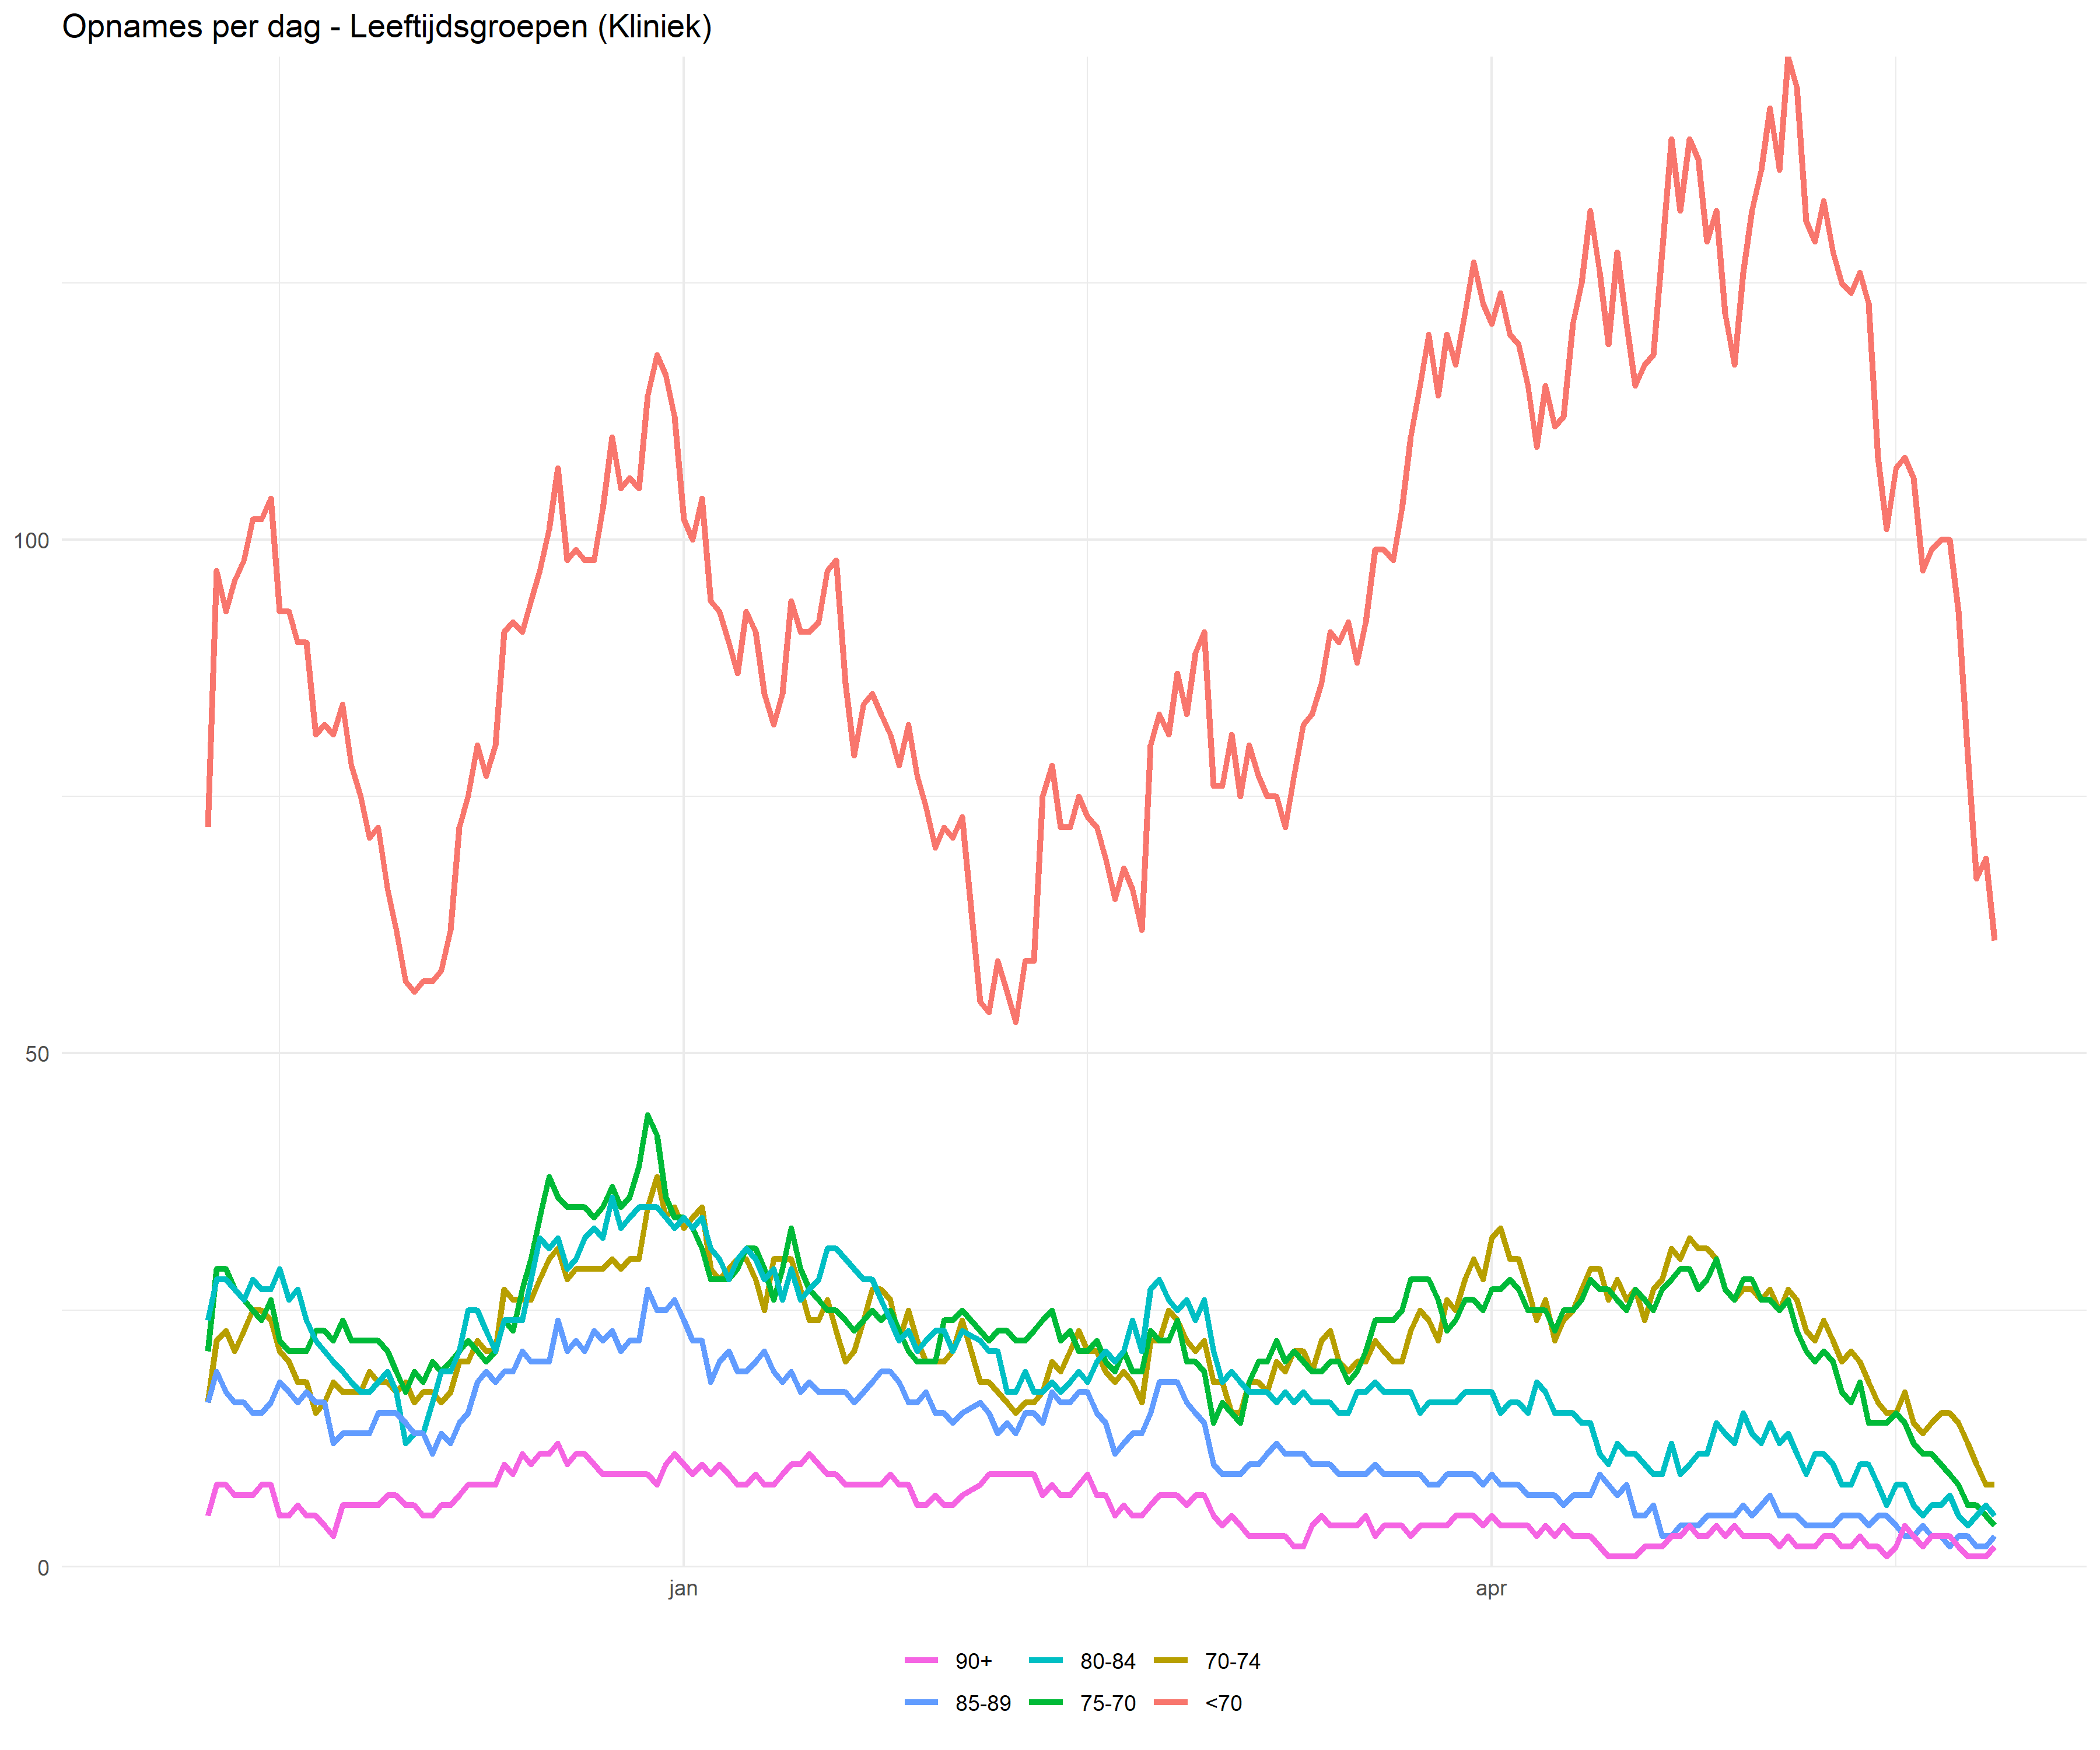 Opnames per dag - Leeftijdsgroepen (Kliniek)
100
50
0
jan apr
90+ 80-84 70-74
85-89 75-70 <70